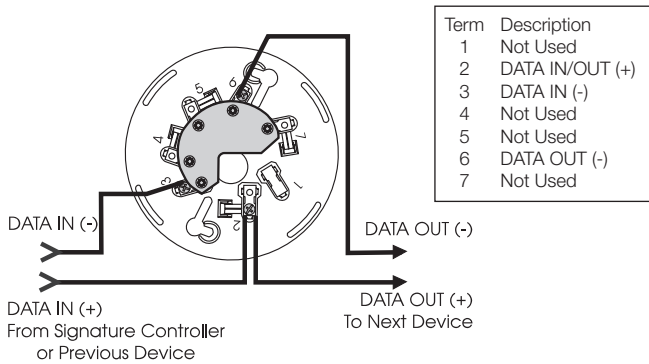 Term Description
1 Not Used
2 DATA IN/OUT (+)
3 DATA IN (-)
4 Not Used
5 Not Used
6 DATA OUT (-)
7 Not Used
6
5
4
7
3
1
2
DATA IN (-)
DATA OUT (-)
DATA IN (+)
From Signature Controller
or Previous Device
DATA OUT (+)
To Next Device